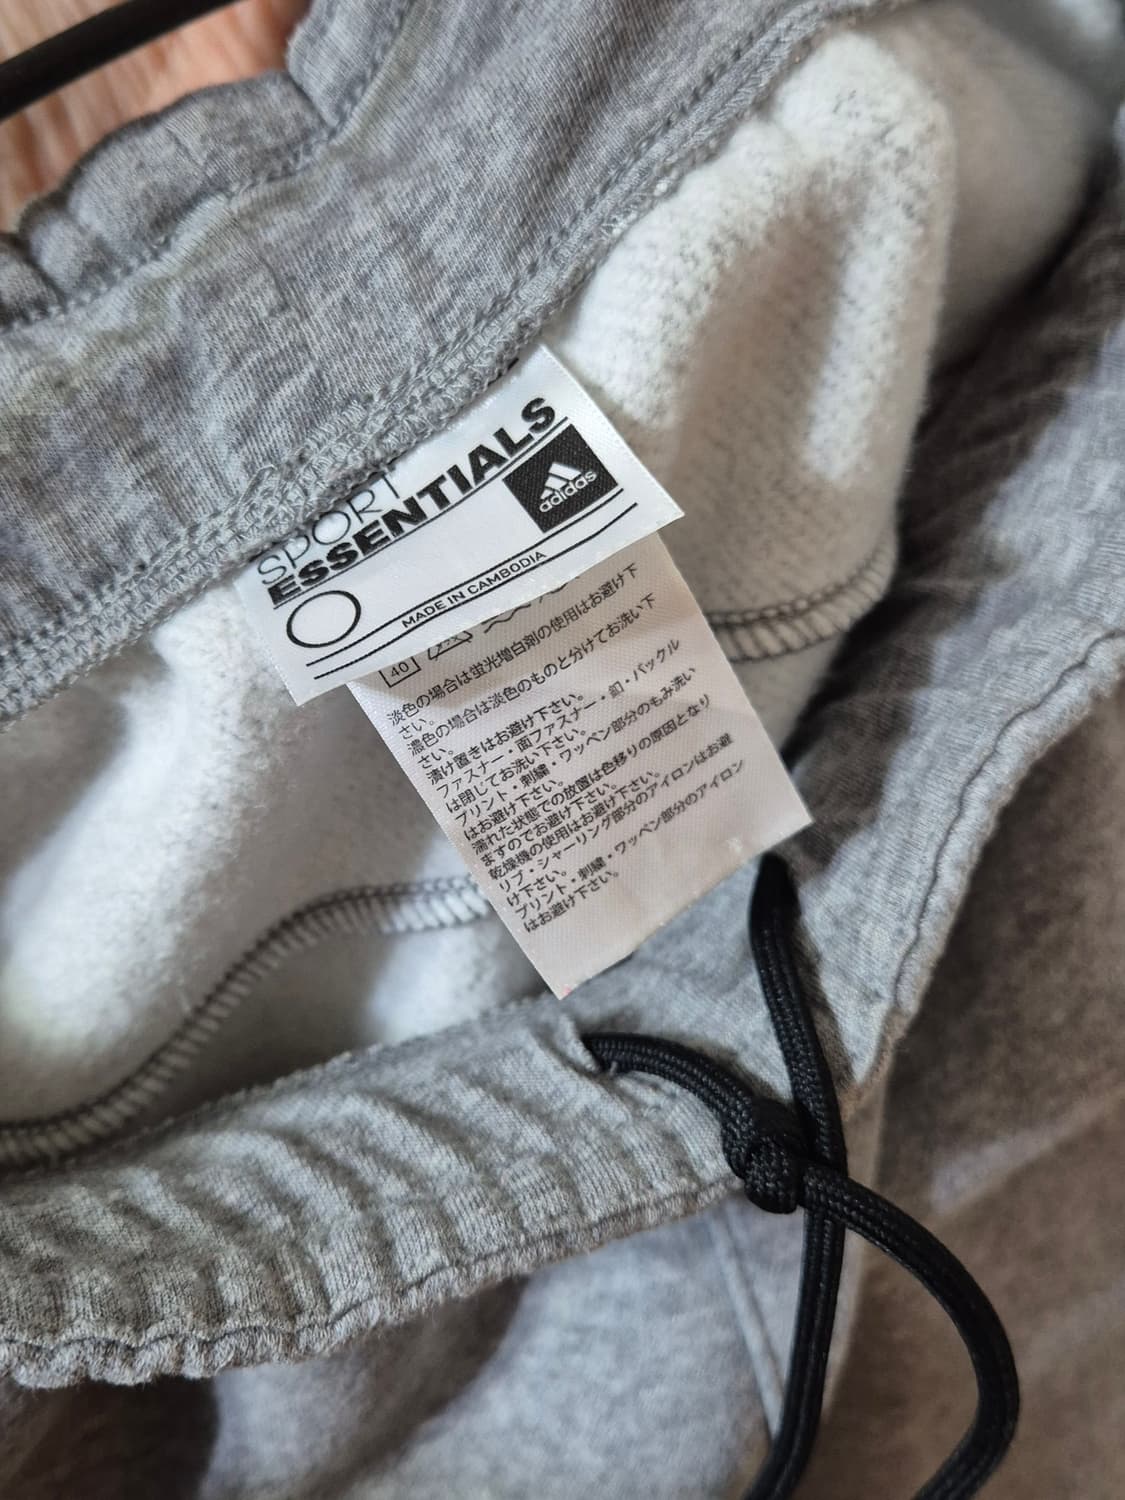 SPORT
ESSENTIALS
adidas
O
MADE IN CAMBODIA
40
淡色の場合は蛍光増白剤の使用はお避け下
さい。
濃色の場合は淡色のものと分けてお洗い下
さい。
漬け置きはお避け下さい。
ファスナー・面ファスナー・釦・バックル
は閉じてお洗い下さい。
プリント・刺繍・ワッペン部分のもみ洗い
はお避け下さい。
濡れた状態での放置は色移りの原因となり
ますのでお避け下さい。
乾燥機の使用はお避け下さい。
リブ・シャーリング部分のアイロンはお避
け下さい。
プリント・刺繍・ワッペン部分のアイロン
はお避け下さい。